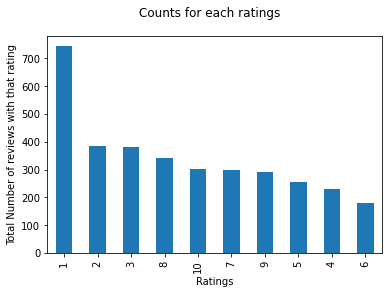 Counts for each ratings
Total Number of reviews with that rating
700
600
500
400
300
200
100
0
1 2 3 8 10 7 9 5 4 6
Ratings